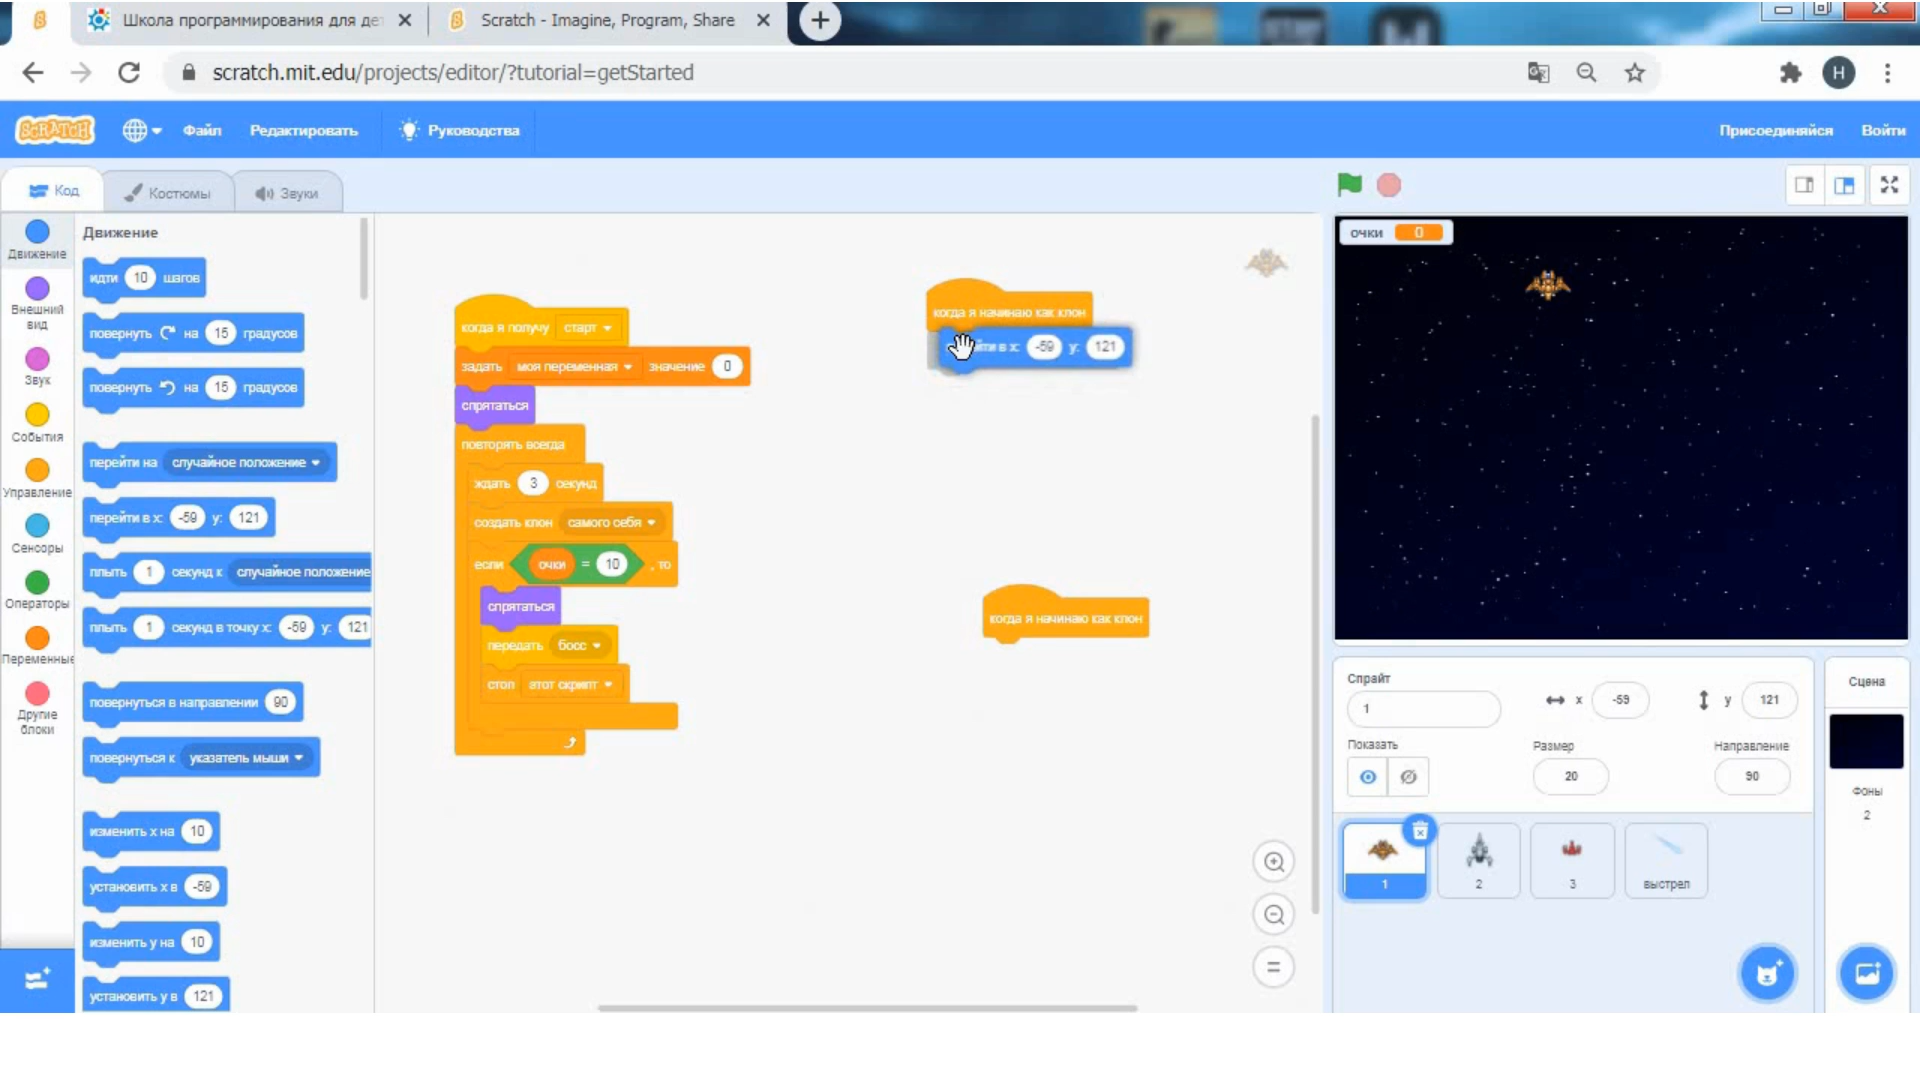 Школа программирования для де
Scratch - Imagine, Program, Share
scratch.mit.edu/projects/editor/?tutorial=getStarted
H
SCRATCH
Файл
Редактировать
Руководства
Присоединяйся
Войти
Код
Костюмы
Звуки
Движение
Внешний вид
Звук
События
Управление
Сенсоры
Операторы
Переменные
Другие блоки
Движение
идти 10 шагов
повернуть на 15 градусов
повернуть на 15 градусов
перейти на случайное положение
перейти в x: -59 y: 121
плыть 1 секунд к случайное положение
плыть 1 секунд в точку x: -59 y: 121
повернуться в направлении 90
повернуться к указатель мыши
изменить x на 10
установить x в -59
изменить y на 10
установить y в 121
когда я получу старт
задать моя переменная значение 0
спрятаться
повторять всегда
ждать 3 секунд
создать клон самого себя
если очки = 10 , то
спрятаться
передать босс
стоп этот скрипт
когда я начинаю как клон
в x: -59 y: 121
когда я начинаю как клон
очки 0
Спрайт
1
x -59
y 121
Показать
Размер
20
Направление
90
1
2
3
выстрел
Сцена
Фоны
2